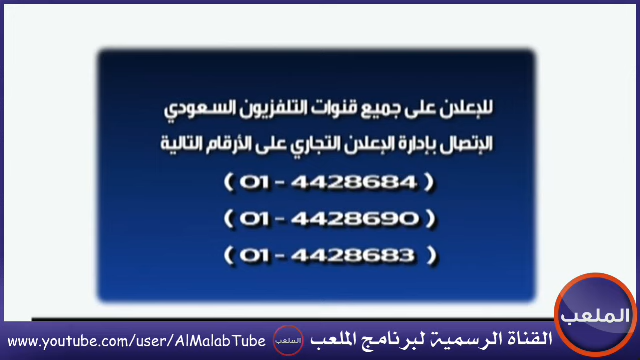 للإعلان على جميع قنوات التلفزيون السعودي
الإتصال بإدارة الإعلان التجاري على الأرقام التالية
( 01 - 4428684 )
( 01 - 4428690 )
( 01 - 4428683 )
الملعب
القناة الرسمية لبرنامج الملعب
الملعب
www.youtube.com/user/AlMalabTube